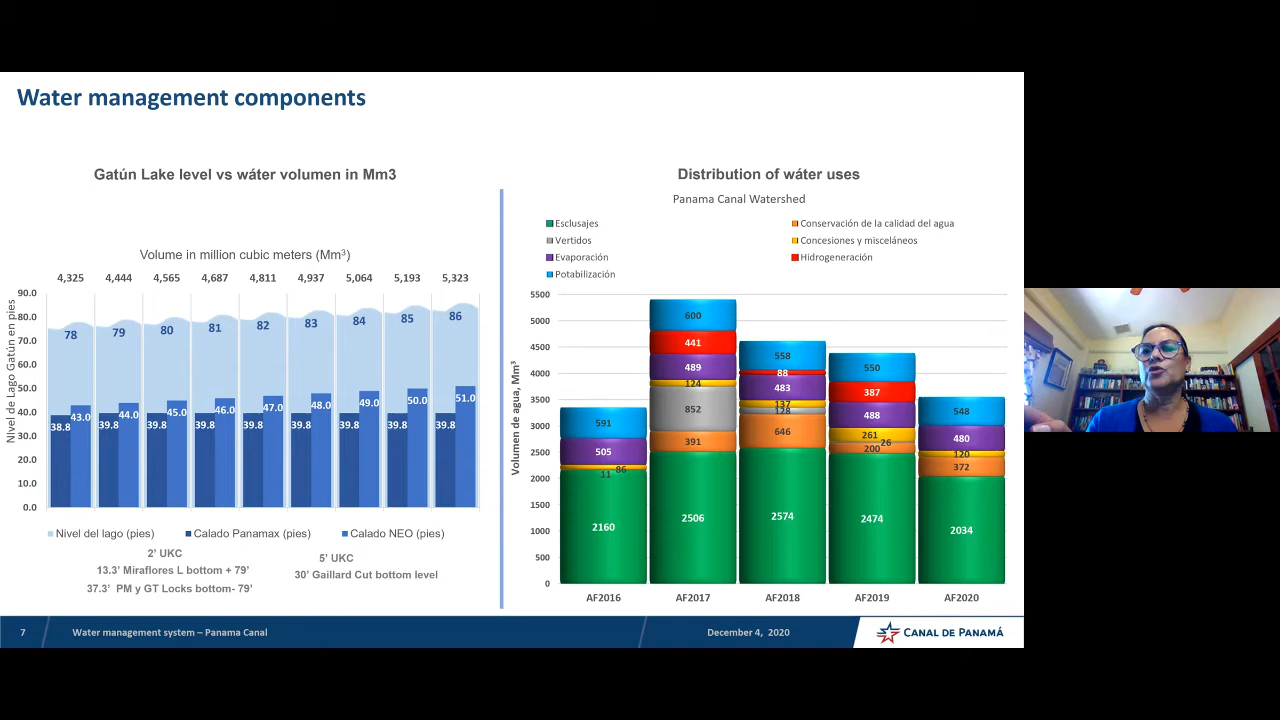 Water management components
Gatún Lake level vs wáter volumen in Mm3
Volume in million cubic meters (Mm³)
4,325 4,444 4,565 4,687 4,811 4,937 5,064 5,193 5,323
Nivel de Lago Gatún en pies
90.0
80.0
70.0
60.0
50.0
40.0
30.0
20.0
10.0
0.0
78 79 80 81 82 83 84 85 86
38.8 43.0 39.8 44.0 39.8 45.0 39.8 46.0 39.8 47.0 39.8 48.0 39.8 49.0 39.8 50.0 39.8 51.0
Nivel del lago (pies) Calado Panamax (pies) Calado NEO (pies)
2' UKC
13.3' Miraflores L bottom + 79'
37.3' PM y GT Locks bottom- 79'
5' UKC
30' Gaillard Cut bottom level
Distribution of wáter uses
Panama Canal Watershed
Esclusajes
Conservación de la calidad del agua
Vertidos
Concesiones y misceláneos
Evaporación
Hidrogeneración
Potabilización
Volumen de agua, Mm³
5500
5000
4500
4000
3500
3000
2500
2000
1500
1000
500
0
591
505
86
11
2160
600
441
489
124
852
391
2506
558
88
483
137
128
646
2574
550
387
488
261
26
200
2474
548
480
120
372
2034
AF2016 AF2017 AF2018 AF2019 AF2020
7 Water management system – Panama Canal December 4, 2020 CANAL DE PANAMÁ